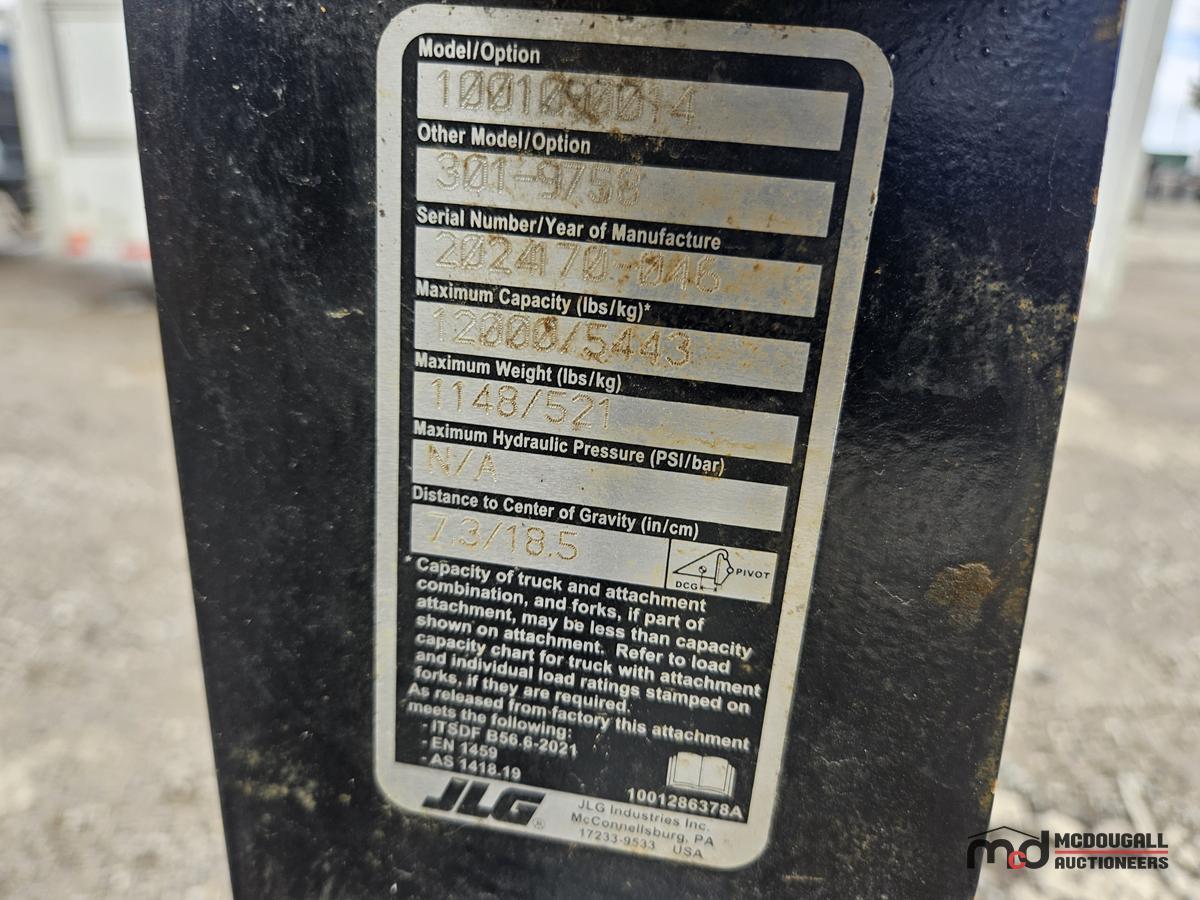 Model/Option
1001090014
Other Model/Option
301-9758
Serial Number/Year of Manufacture
2024170-046
Maximum Capacity (lbs/kg)*
12000/5443
Maximum Weight (lbs/kg)
1148/521
Maximum Hydraulic Pressure (PSI/bar)
N/A
Distance to Center of Gravity (in/cm)
7.3/18.5
PIVOT
DCG
* Capacity of truck and attachment
combination, and forks, if part of
attachment, may be less than capacity
shown on attachment. Refer to load
capacity chart for truck with attachment
and individual load ratings stamped on
forks, if they are required.
As released from factory this attachment
meets the following:
- ITSDF B56.6-2021
- EN 1459
- AS 1418-19
1001286378A
JLG®
JLG Industries Inc.
McConnellsburg, PA
17233-9533 USA
mcd MCDOUGALL
AUCTIONEERS